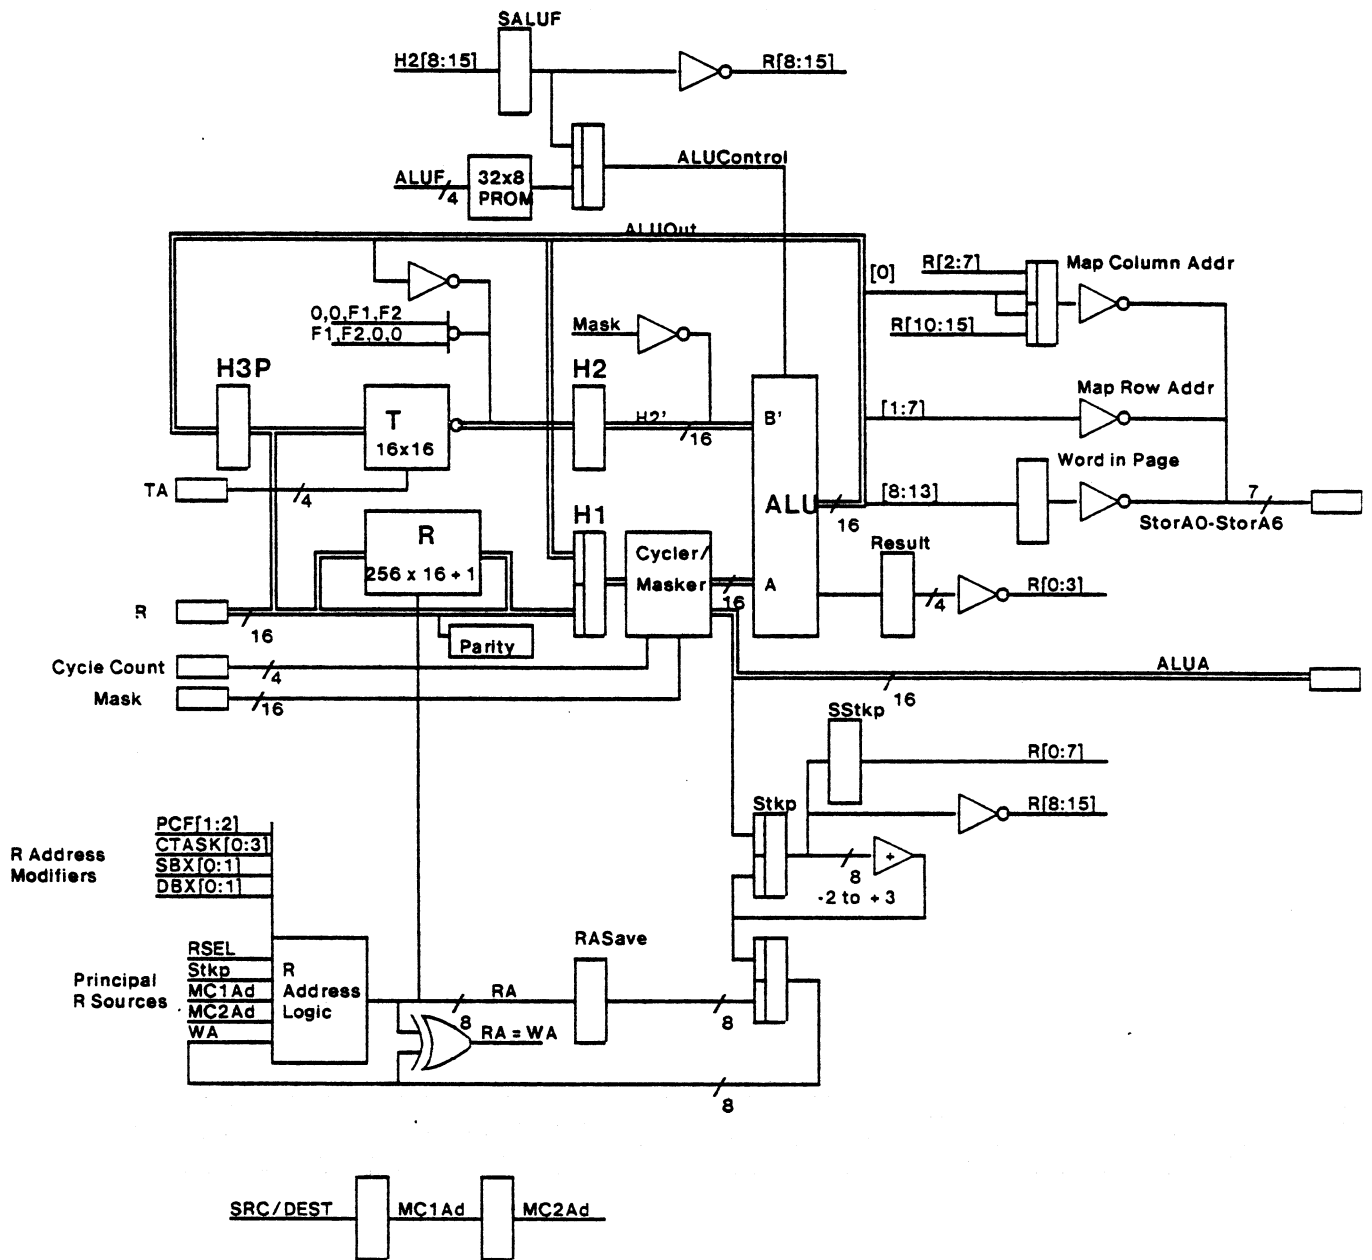 SALUF
H2[8:15]
R[8:15]
ALUControl
ALUF
4
32x8
PROM
ALUOut
[0]
R[2:7]
Map Column Addr
0,0,F1,F2
F1,F2,0,0
Mask
R[10:15]
H3P
H2
Map Row Addr
T
16x16
H2'
16
B'
[1:7]
Word in Page
TA
4
H1
ALU
16
[8:13]
7
StorA0-StorA6
R
256 x 16 + 1
Cycler/
Masker
16
A
Result
4
R[0:3]
R
16
Parity
Cycle Count
4
ALUA
Mask
16
16
SStkp
R[0:7]
Stkp
R[8:15]
R Address
Modifiers
PCF[1:2]
CTASK[0:3]
SBX[0:1]
DBX[0:1]
8
+
-2 to + 3
RASave
Principal
R Sources
RSEL
Stkp
MC1Ad
MC2Ad
WA
R
Address
Logic
8
RA
8
RA = WA
8
SRC/DEST
MC1Ad
MC2Ad